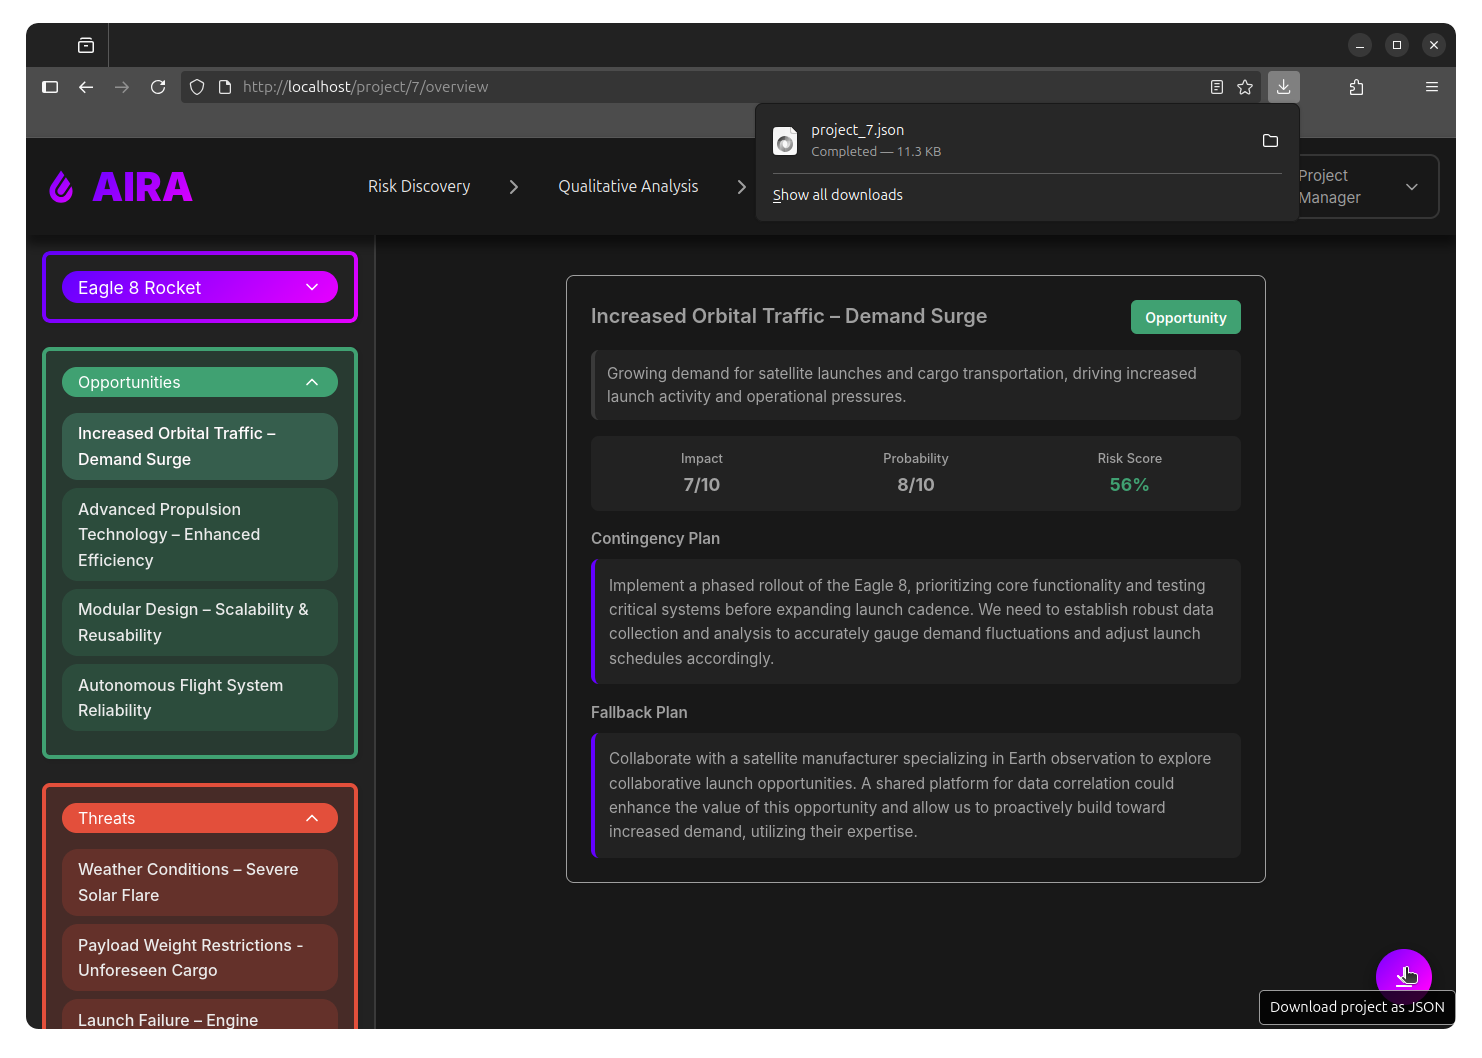 http://localhost/project/7/overview
project_7.json
Completed — 11.3 KB
Show all downloads
AIRA
Risk Discovery
Qualitative Analysis
Project
Manager
Eagle 8 Rocket
Opportunities
Increased Orbital Traffic –
Demand Surge
Advanced Propulsion
Technology – Enhanced
Efficiency
Modular Design – Scalability &
Reusability
Autonomous Flight System
Reliability
Threats
Weather Conditions – Severe
Solar Flare
Payload Weight Restrictions -
Unforeseen Cargo
Launch Failure – Engine
Increased Orbital Traffic – Demand Surge
Opportunity
Growing demand for satellite launches and cargo transportation, driving increased
launch activity and operational pressures.
Impact
7/10
Probability
8/10
Risk Score
56%
Contingency Plan
Implement a phased rollout of the Eagle 8, prioritizing core functionality and testing
critical systems before expanding launch cadence. We need to establish robust data
collection and analysis to accurately gauge demand fluctuations and adjust launch
schedules accordingly.
Fallback Plan
Collaborate with a satellite manufacturer specializing in Earth observation to explore
collaborative launch opportunities. A shared platform for data correlation could
enhance the value of this opportunity and allow us to proactively build toward
increased demand, utilizing their expertise.
Download project as JSON